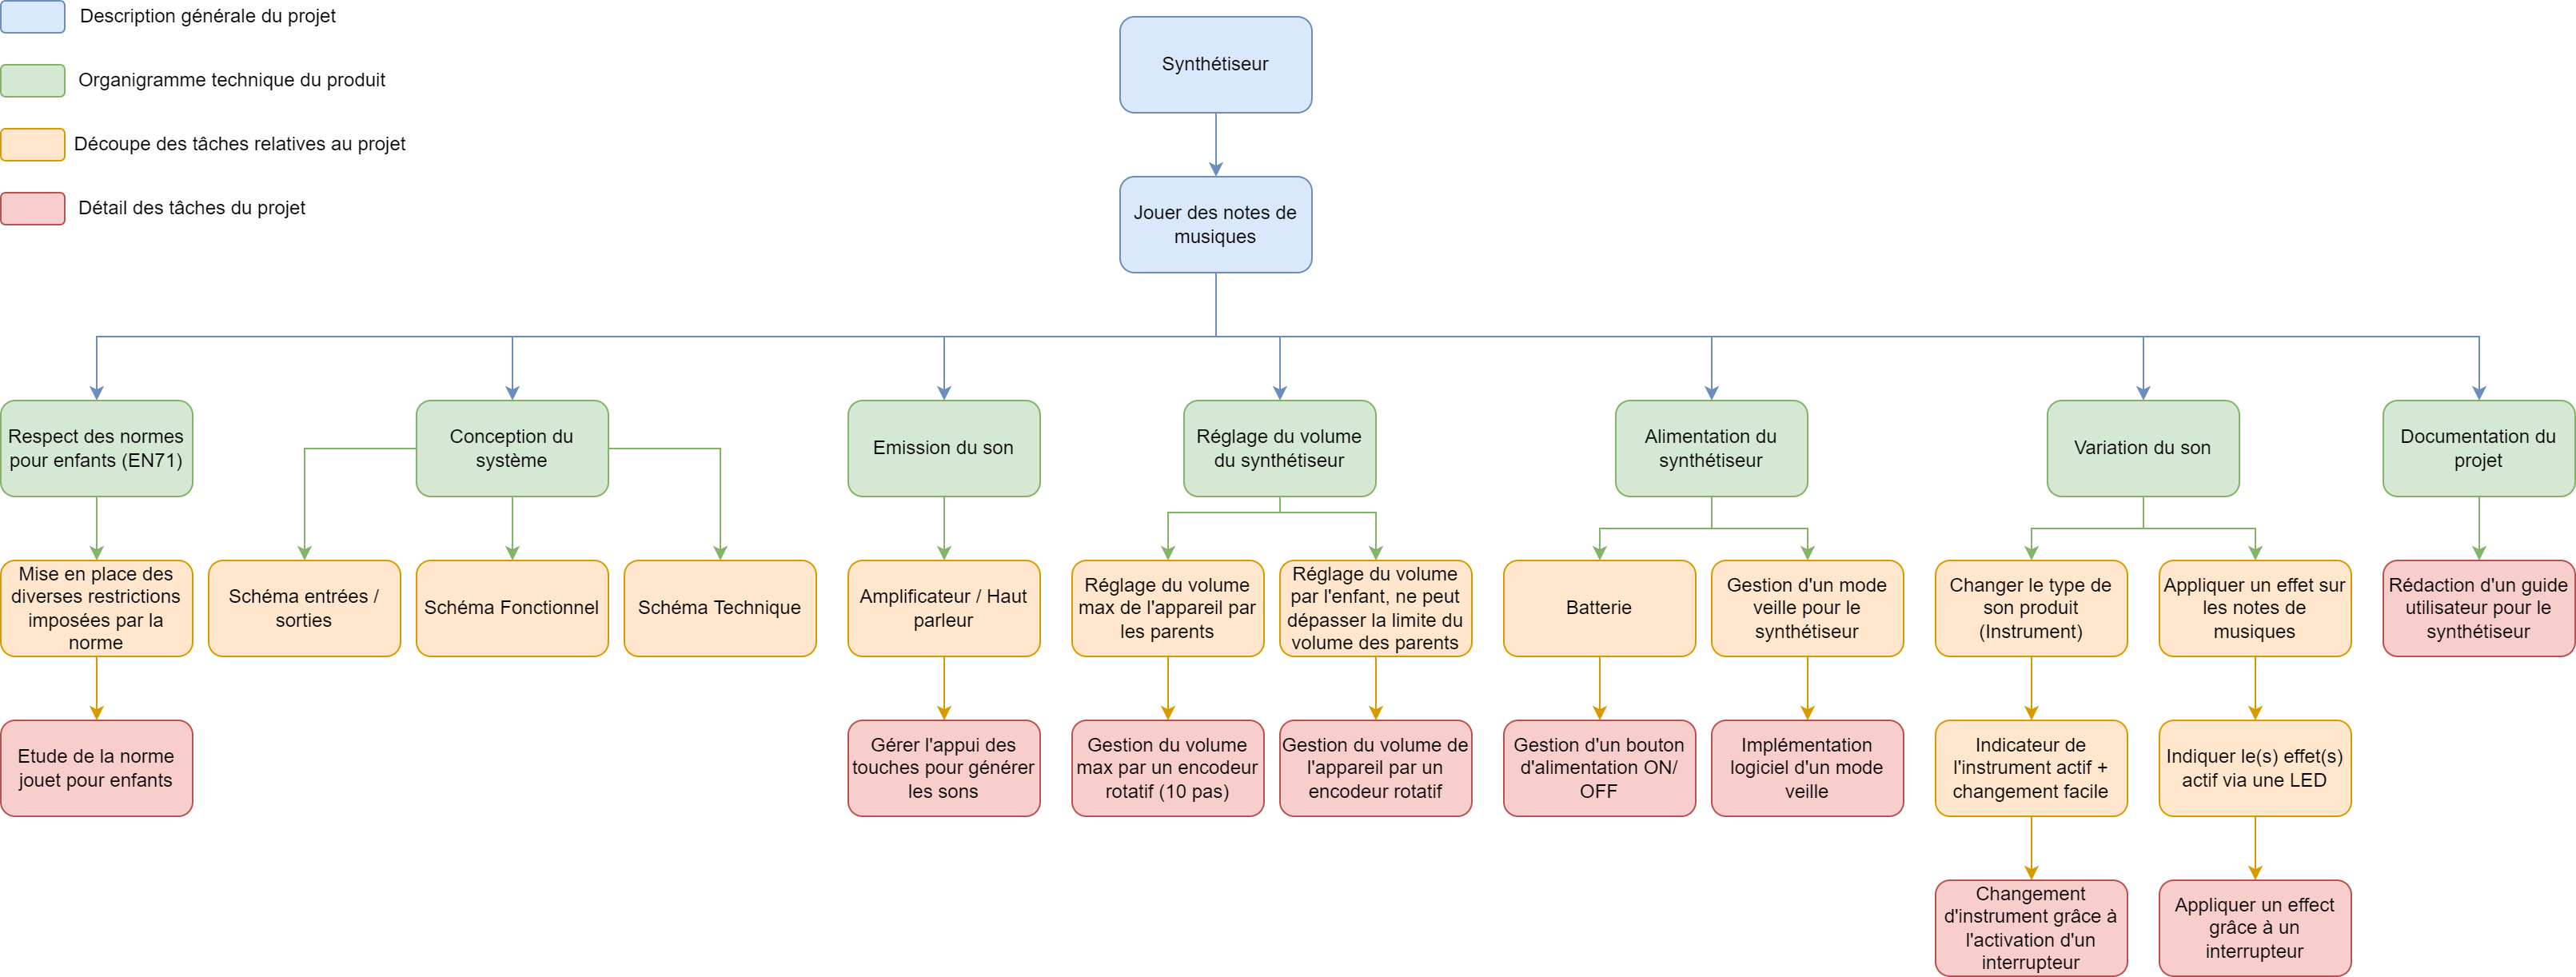 Description générale du projet
Organigramme technique du produit
Découpe des tâches relatives au projet
Détail des tâches du projet
Synthétiseur
Jouer des notes de
musiques
Respect des normes
pour enfants (EN71)
Conception du
système
Emission du son
Réglage du volume
du synthétiseur
Alimentation du
synthétiseur
Variation du son
Documentation du
projet
Mise en place des
diverses restrictions
imposées par la
norme
Schéma entrées /
sorties
Schéma Fonctionnel
Schéma Technique
Amplificateur / Haut
parleur
Réglage du volume
max de l'appareil par
les parents
Réglage du volume
par l'enfant, ne peut
dépasser la limite du
volume des parents
Batterie
Gestion d'un mode
veille pour le
synthétiseur
Changer le type de
son produit
(Instrument)
Appliquer un effet sur
les notes de
musiques
Rédaction d'un guide
utilisateur pour le
synthétiseur
Etude de la norme
jouet pour enfants
Gérer l'appui des
touches pour générer
les sons
Gestion du volume
max par un encodeur
rotatif (10 pas)
Gestion du volume de
l'appareil par un
encodeur rotatif
Gestion d'un bouton
d'alimentation ON/
OFF
Implémentation
logiciel d'un mode
veille
Indicateur de
l'instrument actif +
changement facile
Indiquer le(s) effet(s)
actif via une LED
Changement
d'instrument grâce à
l'activation d'un
interrupteur
Appliquer un effect
grâce à un
interrupteur